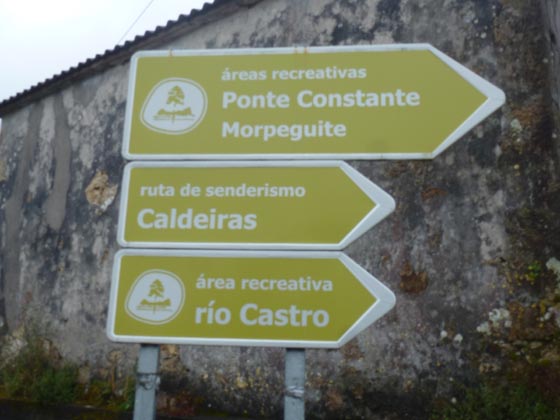 áreas recreativas
Ponte Constante
Morpeguite
ruta de senderismo
Caldeiras
área recreativa
río Castro